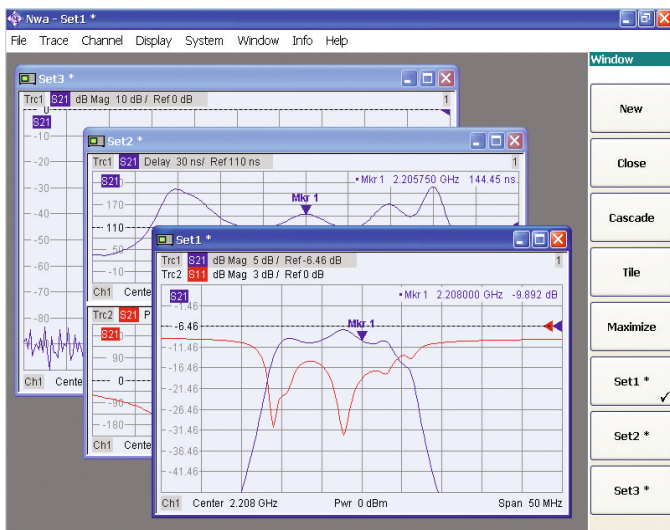 Nwa - Set1 *
File Trace Channel Display System Window Info Help
Window
New
Close
Cascade
Tile
Maximize
Set1 *
Set2 *
Set3 *
Set3 *
Trc1 S21 dB Mag 10 dB / Ref 0 dB 1
S21
-10
-20
-30
-40
-50
-60
-70
-80
Ch1 Cente
Set2 *
Trc1 S21 Delay 30 ns/ Ref 110 ns 1
S21
• Mkr 1 2.205750 GHz 144.45 ns
Mkr 1
170
110
50
-10
Ch1 Cente
Trc2 S21 P
S21
90
0
-90
-180
Ch1 Cente
Set1 *
Trc1 S21 dB Mag 5 dB / Ref -6.46 dB 1
Trc2 S11 dB Mag 3 dB / Ref 0 dB
S21
• Mkr 1 2.208000 GHz -9.892 dB
Mkr 1
-1.46
-6.46
-11.46
-16.46
-21.46
-26.46
-31.46
-36.46
-41.46
Ch1 Center 2.208 GHz Pwr 0 dBm Span 50 MHz